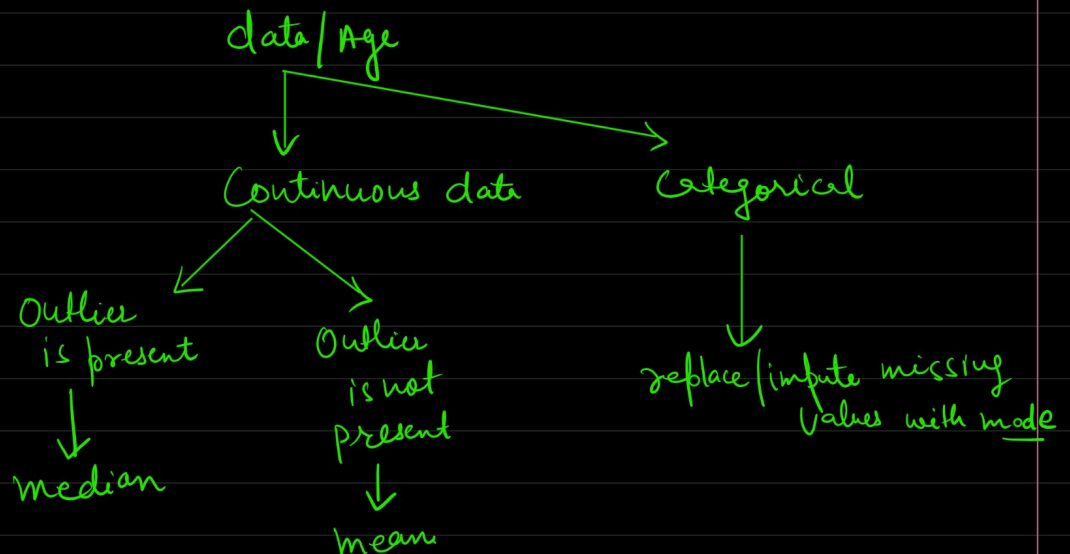 data/Age
Continuous data
Categorical
Outlier
is present
median
Outlier
is not
present
mean
replace/impute missing
values with mode